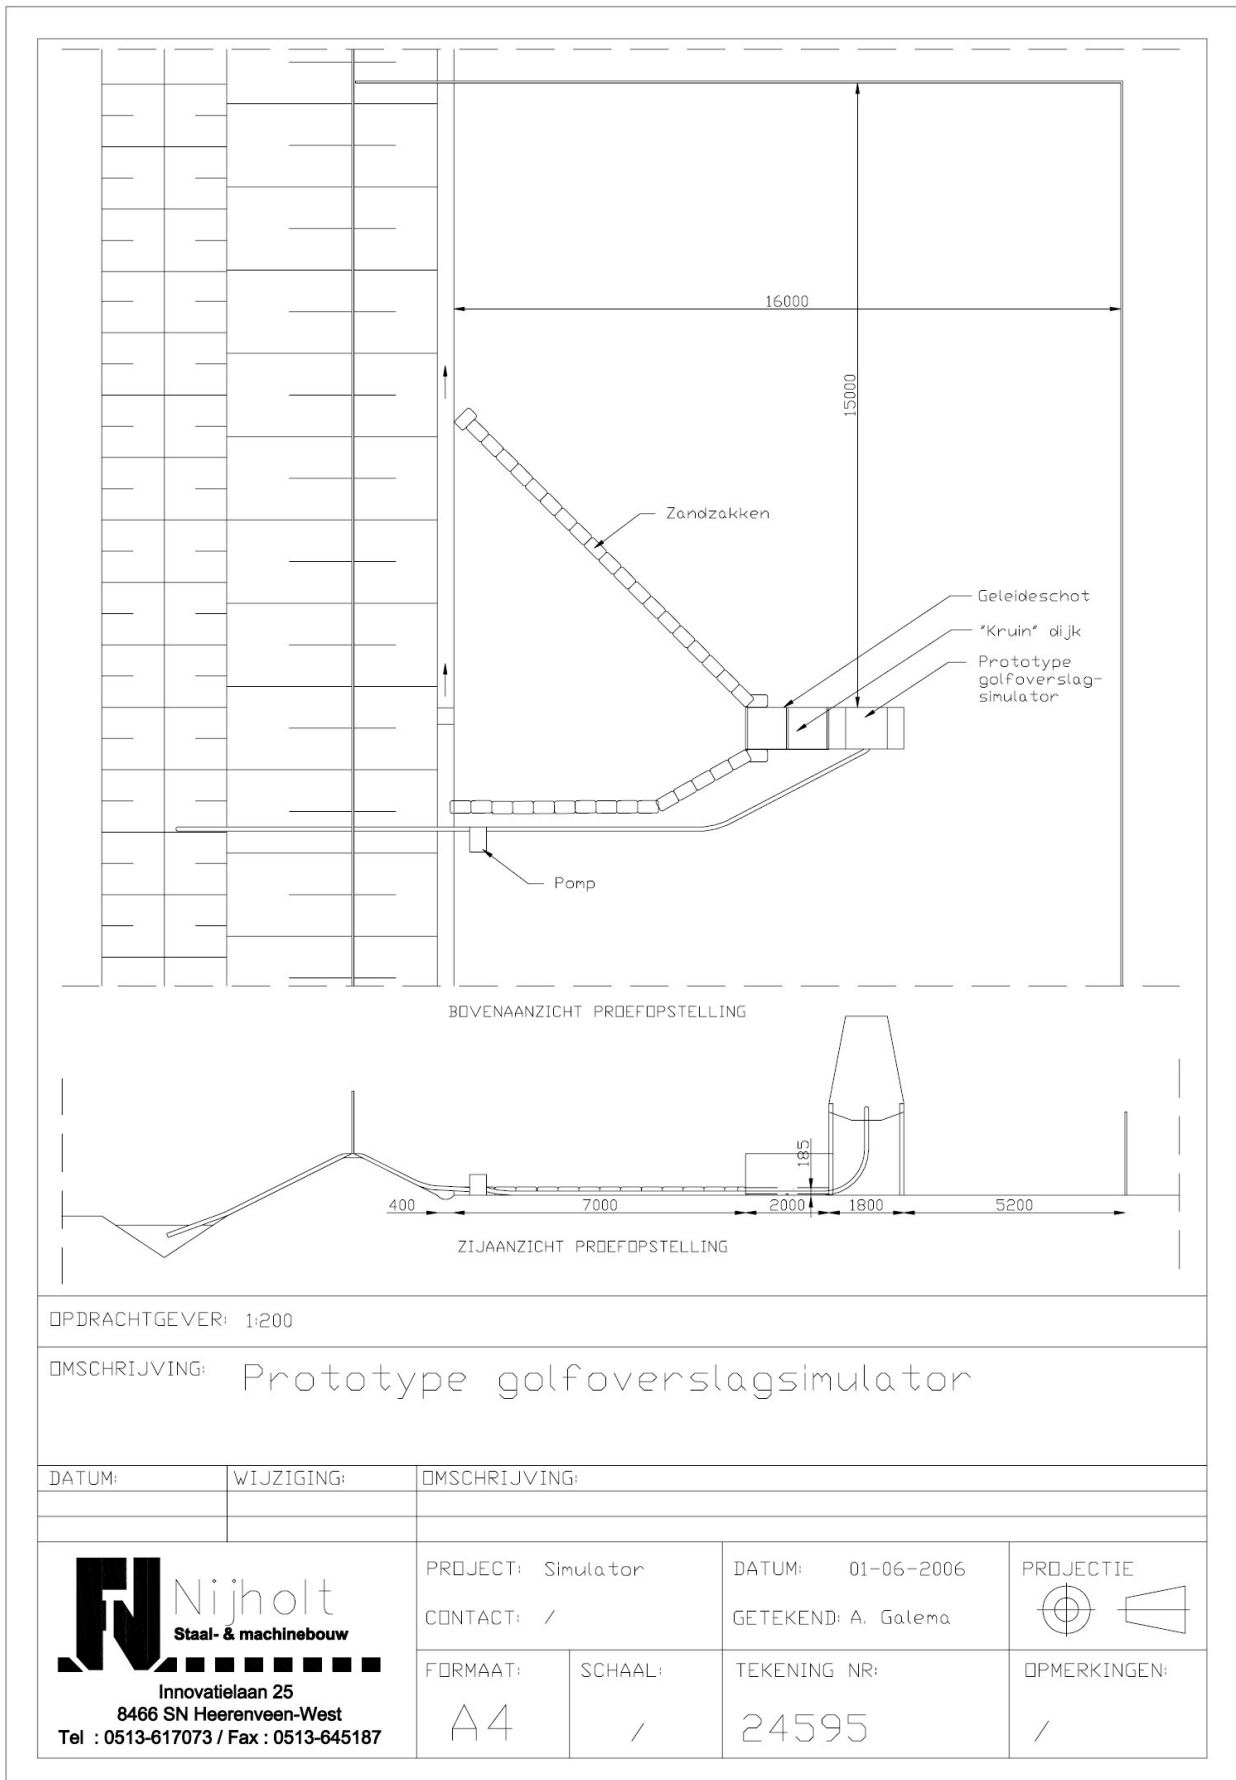 16000
15000
Zandzakken
Geleideschot
"Kruin" dijk
Prototype
golfoverslag-
simulator
Pomp
BOVENAANZICHT PROEFOPSTELLING
185
400
7000
2000
1800
5200
ZIJAANZICHT PROEFOPSTELLING
OPDRACHTGEVER: 1:200
OMSCHRIJVING: Prototype golfoverslagsimulator
DATUM: WIJZIGING: OMSCHRIJVING:
Nijholt
Staal- & machinebouw
Innovatielaan 25
8466 SN Heerenveen-West
Tel : 0513-617073 / Fax : 0513-645187
PROJECT: Simulator
CONTACT: /
DATUM: 01-06-2006
GETEKEND: A. Galema
PROJECTIE
FORMAAT:
A4
SCHAAL:
/
TEKENING NR:
24595
OPMERKINGEN:
/